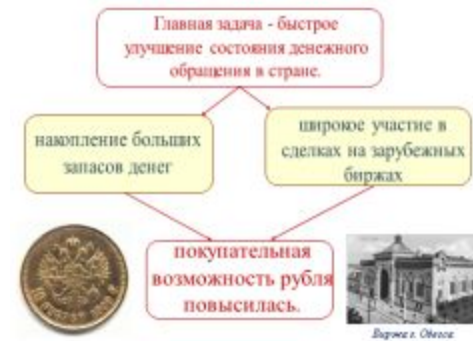 Главная задача - быстрое
улучшение состояния денежного
обращения в стране.
накопление больших
запасов денег
широкое участие в
сделках на зарубежных
биржах
покупательная
возможность рубля
повысилась.
Биржа г. Одесса